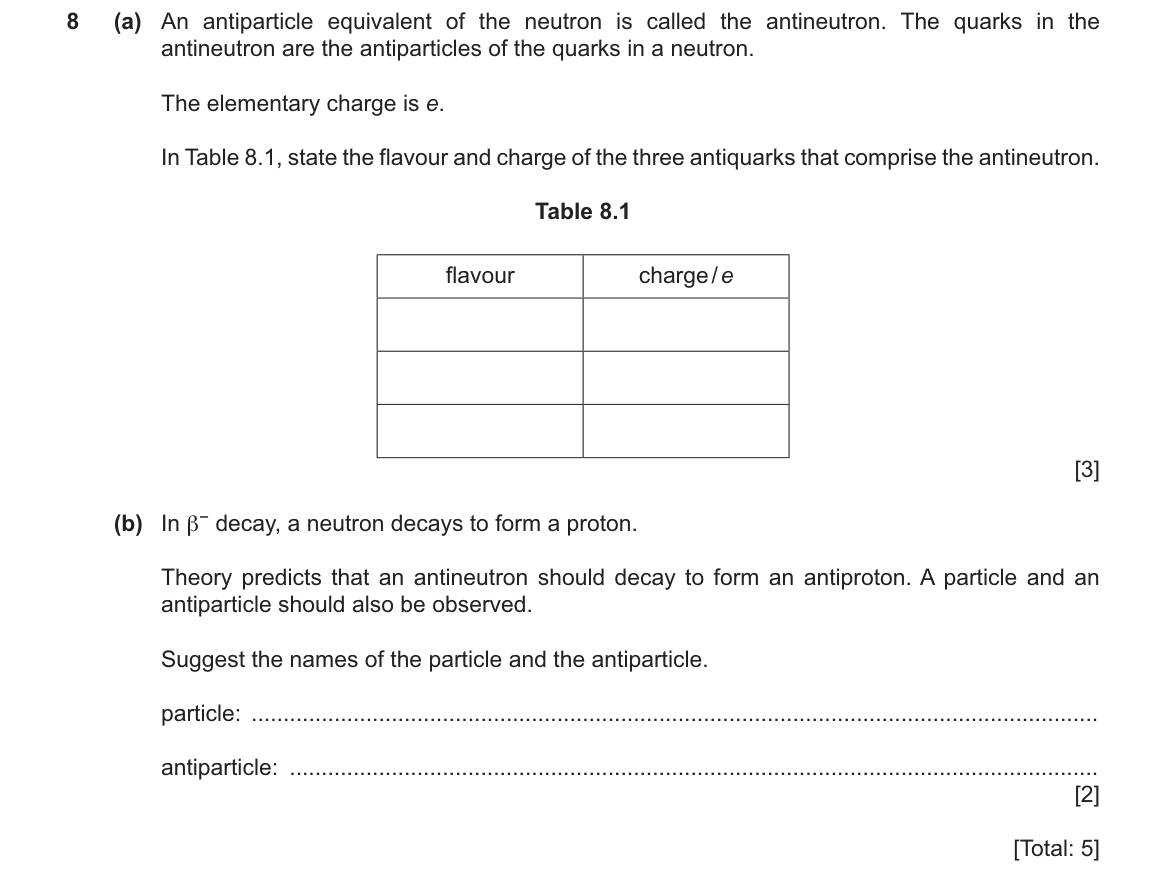 8 (a) An antiparticle equivalent of the neutron is called the antineutron. The quarks in the
antineutron are the antiparticles of the quarks in a neutron.
The elementary charge is e.
In Table 8.1, state the flavour and charge of the three antiquarks that comprise the antineutron.
Table 8.1
flavour charge/e
[3]
(b) In β⁻ decay, a neutron decays to form a proton.
Theory predicts that an antineutron should decay to form an antiproton. A particle and an
antiparticle should also be observed.
Suggest the names of the particle and the antiparticle.
particle: ....................................................................................................................................
antiparticle: ..............................................................................................................................
[2]
[Total: 5]